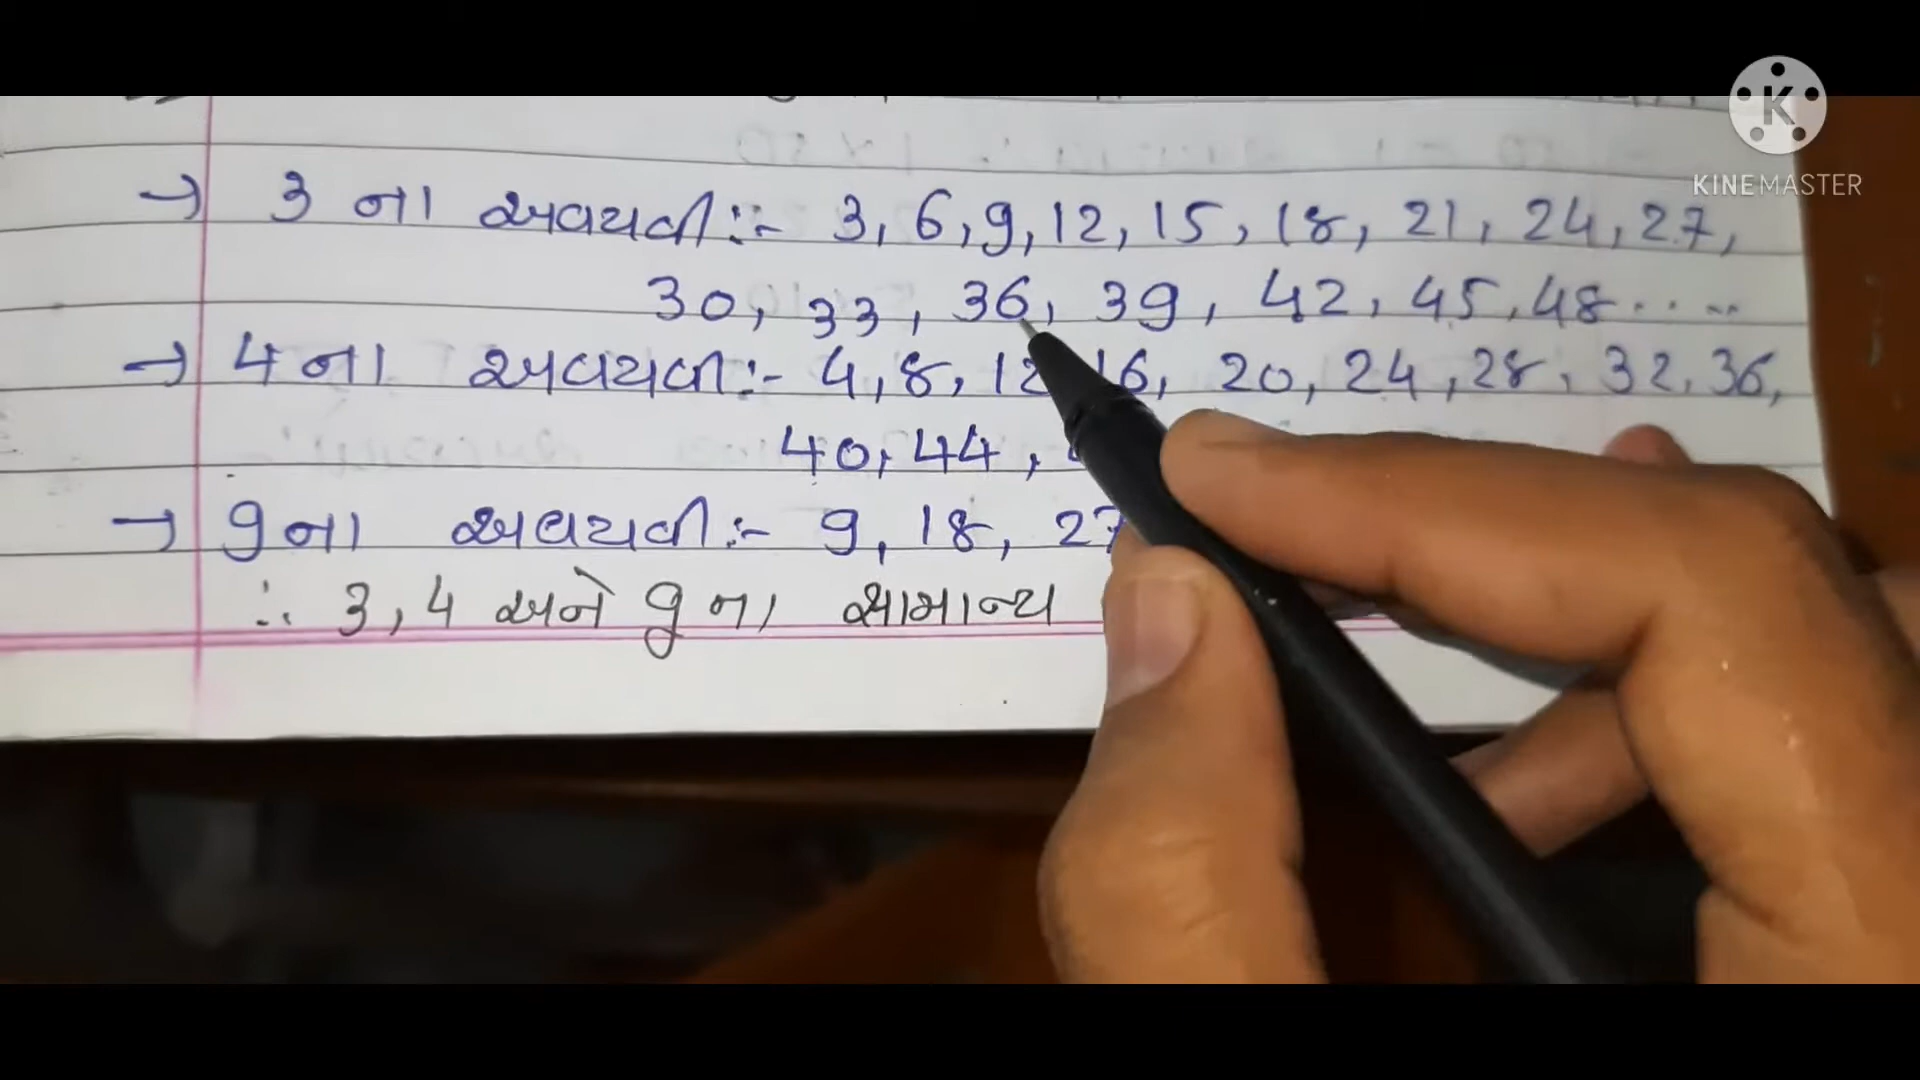 KINEMASTER
→ 3 ના અવયવી:- 3, 6, 9, 12, 15, 18, 21, 24, 27,
30, 33, 36, 39, 42, 45, 48.....
→ 4ના અવયવી:- 4, 8, 12 16, 20, 24, 28, 32, 36,
40, 44,
→ 9ના અવયવી:- 9, 18, 27
∴ 3, 4 અને 9 ના સામાન્ય